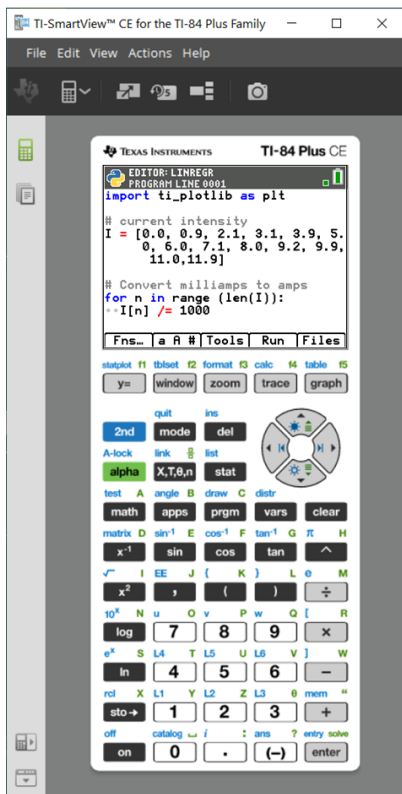 TI-SmartView™ CE for the TI-84 Plus Family
File Edit View Actions Help
TEXAS INSTRUMENTS TI-84 Plus CE
EDITOR: LINREGR
PROGRAM LINE 0001
import ti_plotlib as plt
# current intensity
I = [0.0, 0.9, 2.1, 3.1, 3.9, 5.
0, 6.0, 7.1, 8.0, 9.2, 9.9,
11.0,11.9]
# Convert milliamps to amps
for n in range (len(I)):
··I[n] /= 1000
Fns… a A # Tools Run Files
statplot f1 tblset f2 format f3 calc f4 table f5
y= window zoom trace graph
quit ins
2nd mode del
A-lock link list
alpha X,T,θ,n stat
test A angle B draw C distr
math apps prgm vars clear
matrix D sin⁻¹ E cos⁻¹ F tan⁻¹ G π H
x⁻¹ sin cos tan ^
√ I EE J { K } L e M
x² , ( ) ÷
10ˣ N u O v P w Q [ R
log 7 8 9 ×
eˣ S L4 T L5 U L6 V ] W
ln 4 5 6 −
rcl X L1 Y L2 Z L3 θ mem “
sto→ 1 2 3 +
off catalog ⎵ i : ans ? entry solve
on 0 . (−) enter